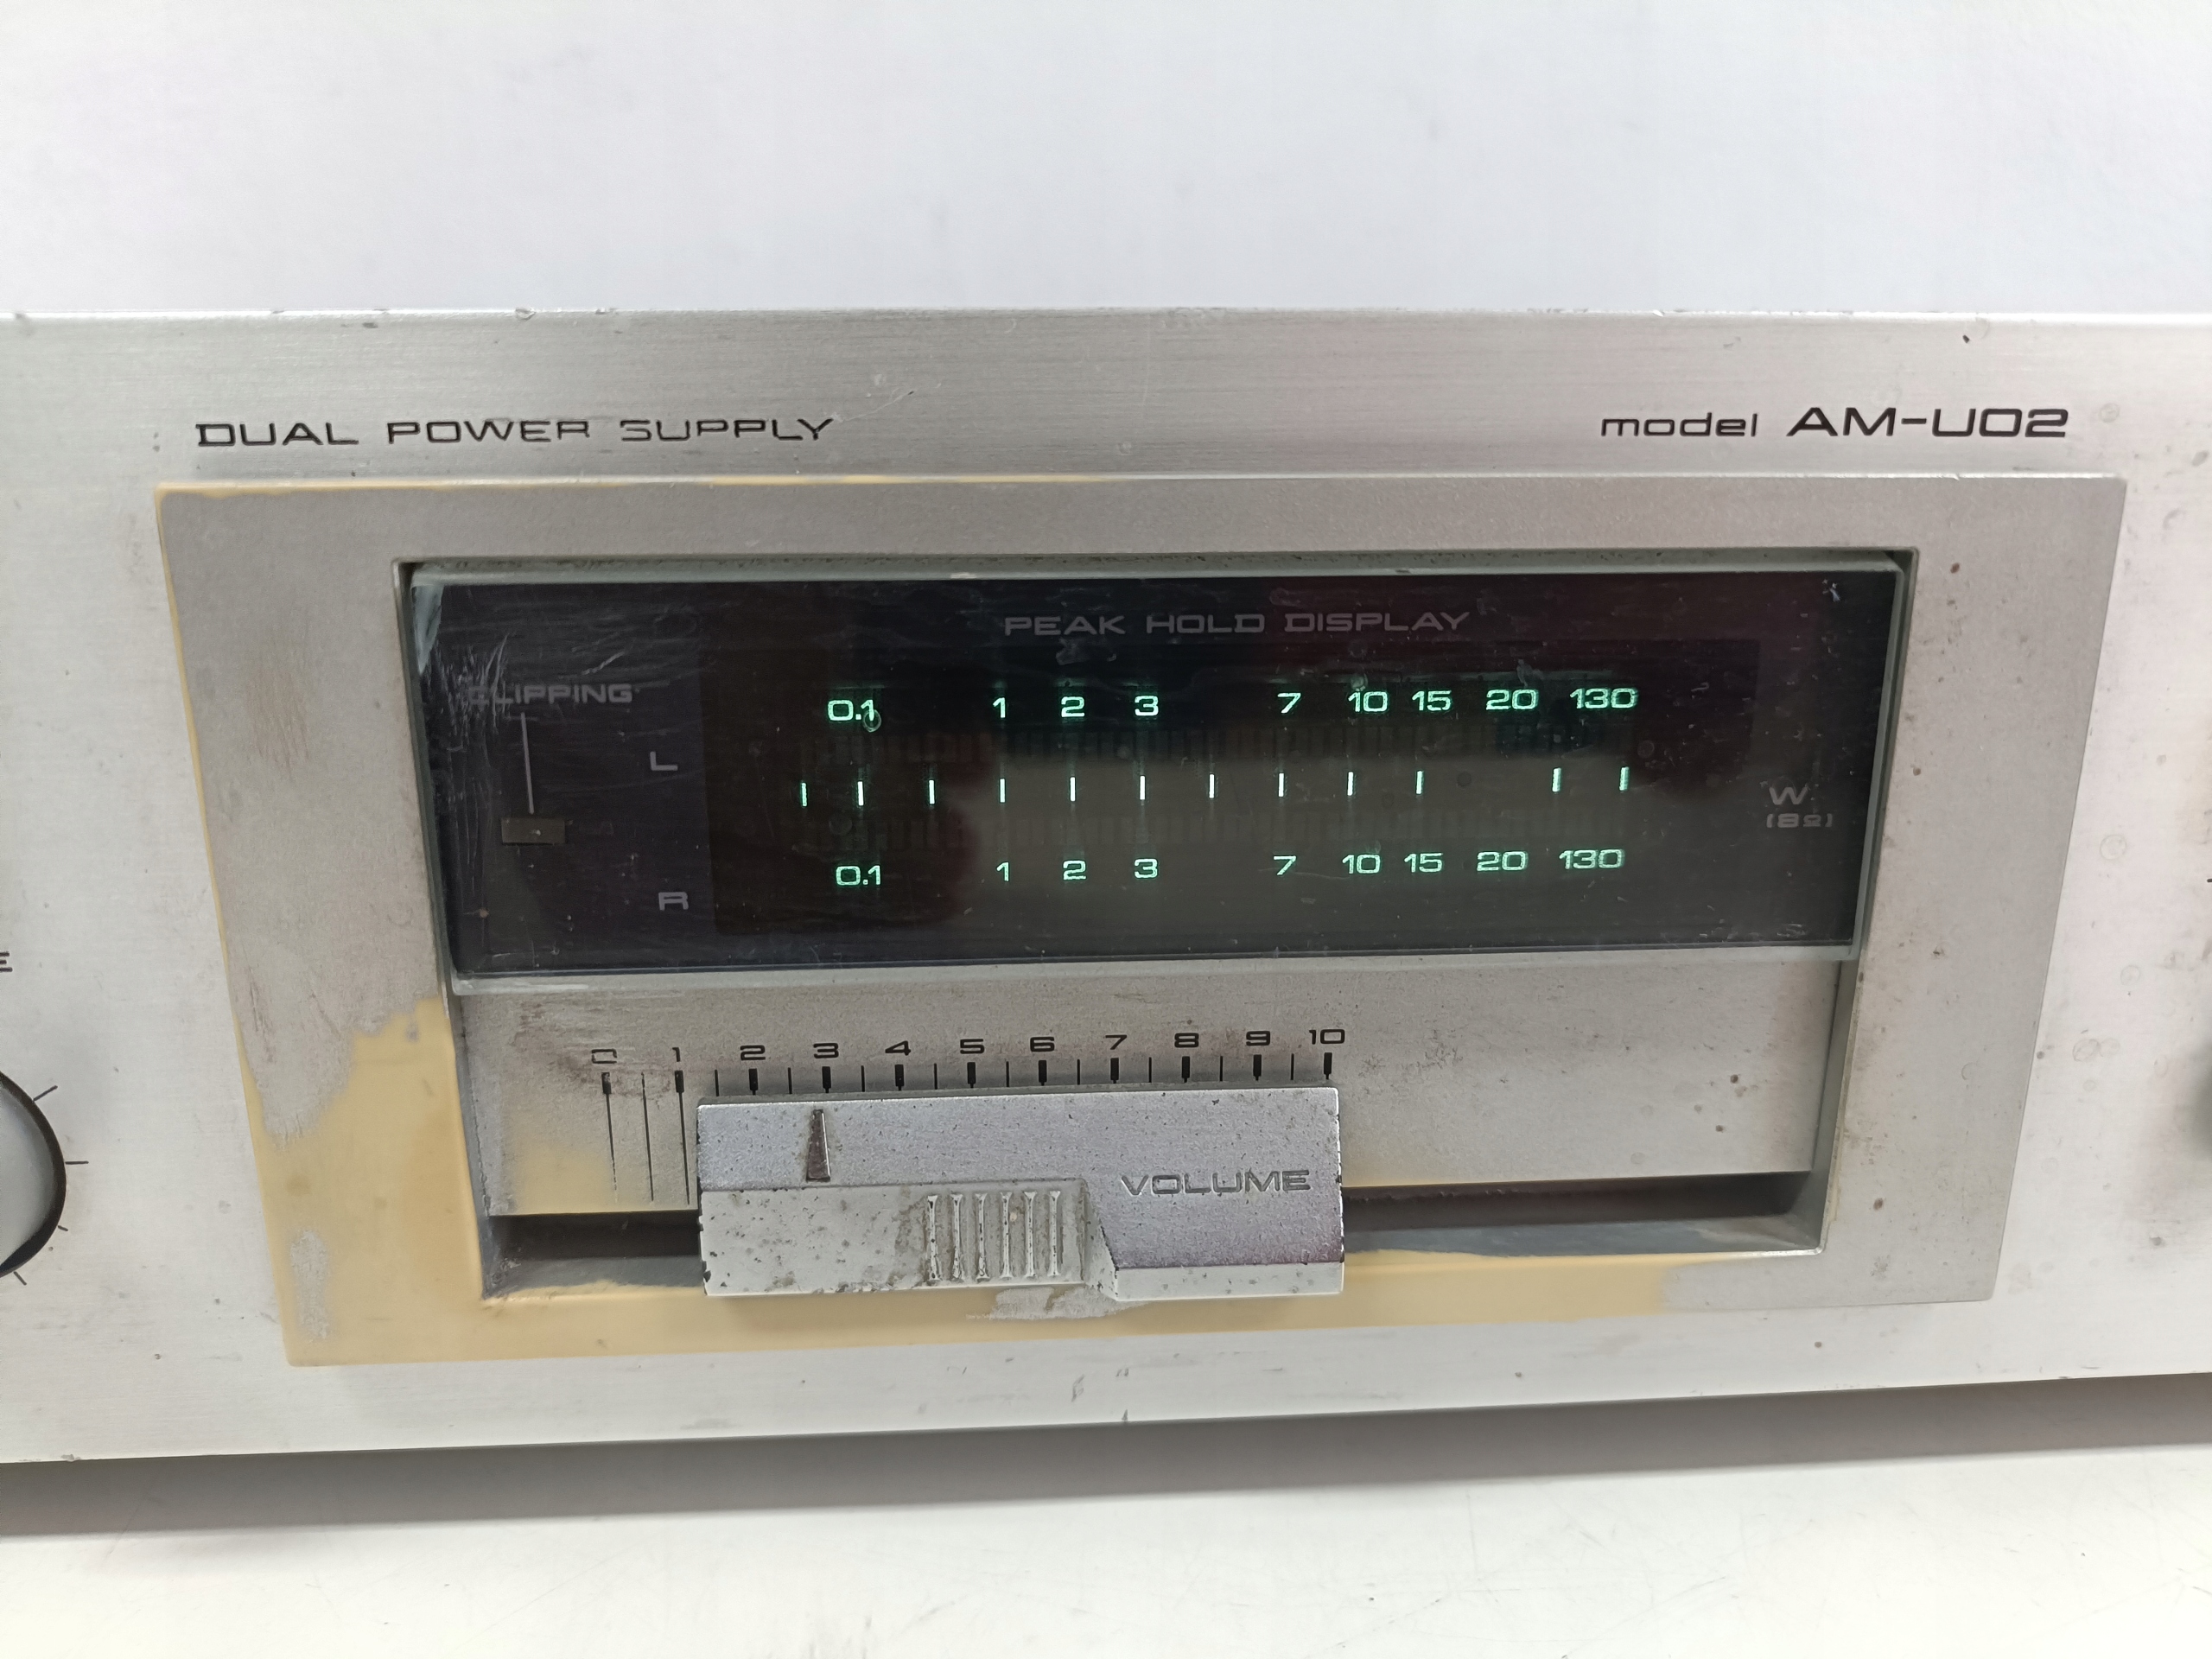 DUAL POWER SUPPLY
model AM-U02
PEAK HOLD DISPLAY
CLIPPING
0.1 1 2 3 7 10 15 20 130
L
W
(8Ω)
0.1 1 2 3 7 10 15 20 130
R
0 1 2 3 4 5 6 7 8 9 10
VOLUME